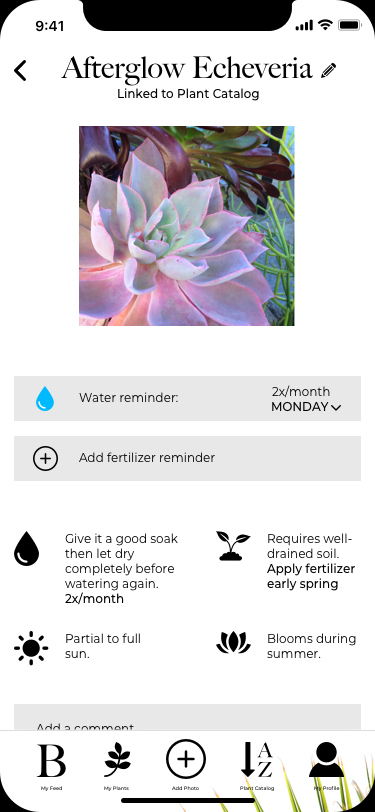 9:41
Afterglow Echeveria
Linked to Plant Catalog
Water reminder:
2x/month
MONDAY
Add fertilizer reminder
Give it a good soak
then let dry
completely before
watering again.
2x/month
Requires well-
drained soil.
Apply fertilizer
early spring
Partial to full
sun.
Blooms during
summer.
Add a comment
B
A
Z
My Feed
My Plants
Add Photo
Plant Catalog
My Profile